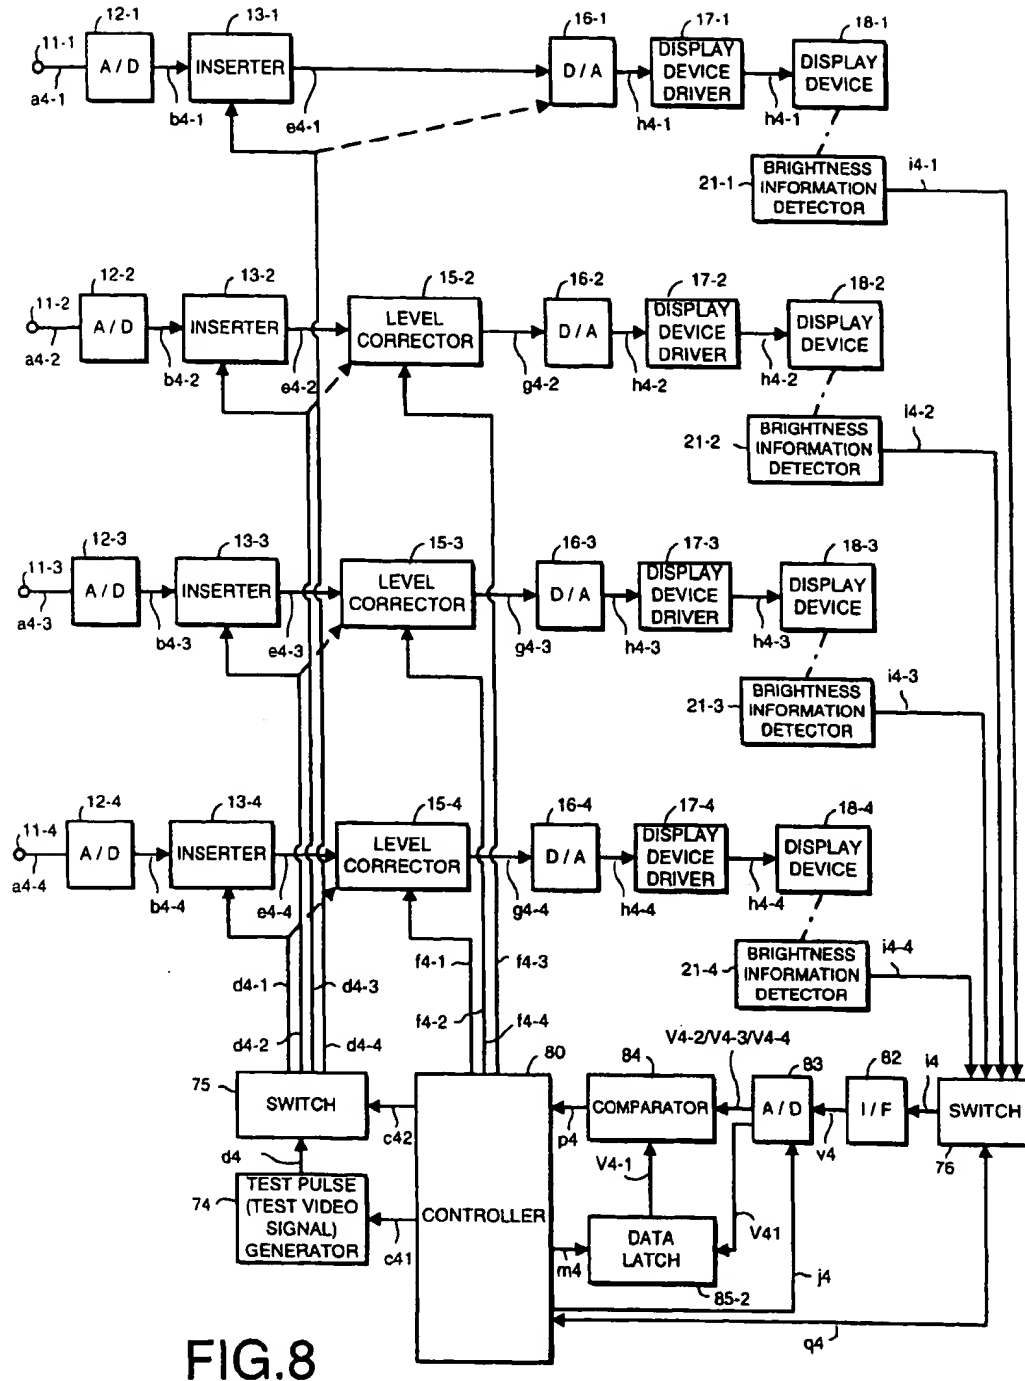 12-1 13-1 16-1 17-1 18-1
11-1
A/D INSERTER D/A DISPLAY DEVICE DRIVER DISPLAY DEVICE
a4-1 b4-1 e4-1 h4-1 h4-1
21-1 BRIGHTNESS INFORMATION DETECTOR i4-1
12-2 13-2 15-2 16-2 17-2 18-2
11-2
A/D INSERTER LEVEL CORRECTOR D/A DISPLAY DEVICE DRIVER DISPLAY DEVICE
a4-2 b4-2 e4-2 g4-2 h4-2 h4-2
21-2 BRIGHTNESS INFORMATION DETECTOR i4-2
12-3 13-3 15-3 16-3 17-3 18-3
11-3
A/D INSERTER LEVEL CORRECTOR D/A DISPLAY DEVICE DRIVER DISPLAY DEVICE
a4-3 b4-3 e4-3 g4-3 h4-3 h4-3
21-3 BRIGHTNESS INFORMATION DETECTOR i4-3
12-4 13-4 15-4 16-4 17-4 18-4
11-4
A/D INSERTER LEVEL CORRECTOR D/A DISPLAY DEVICE DRIVER DISPLAY DEVICE
a4-4 b4-4 e4-4 g4-4 h4-4 h4-4
21-4 BRIGHTNESS INFORMATION DETECTOR i4-4
d4-1 d4-3 f4-1 f4-3
d4-2 d4-4 f4-2 f4-4
V4-2/V4-3/V4-4
75 80 84 83 82 i4
SWITCH c42 p4 COMPARATOR A/D v4 I/F SWITCH
76
d4 V4-1 V41
74 TEST PULSE (TEST VIDEO SIGNAL) GENERATOR c41 CONTROLLER m4 DATA LATCH j4
85-2
q4
FIG.8